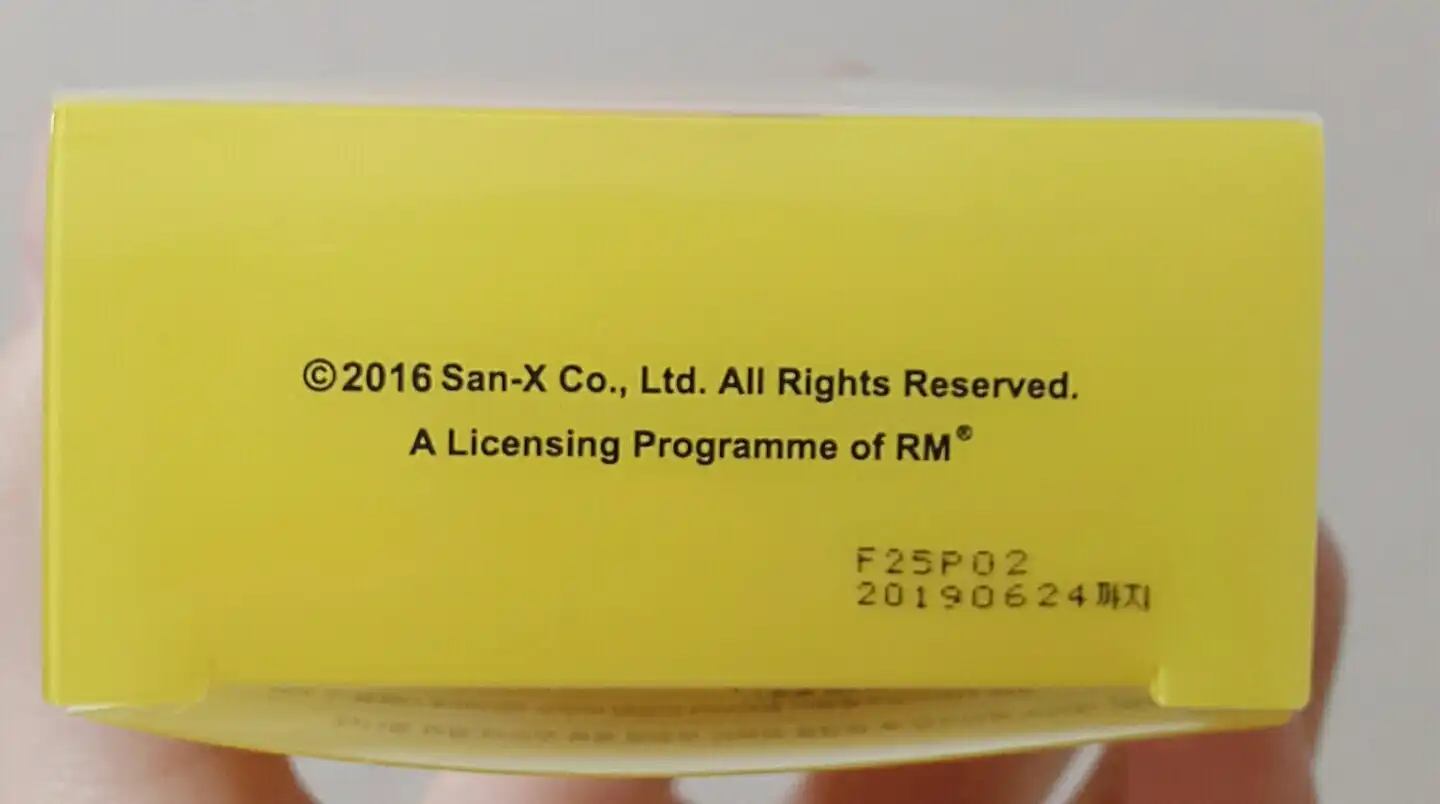 ©2016 San-X Co., Ltd. All Rights Reserved.
A Licensing Programme of RM®
F25P02
20190624까지